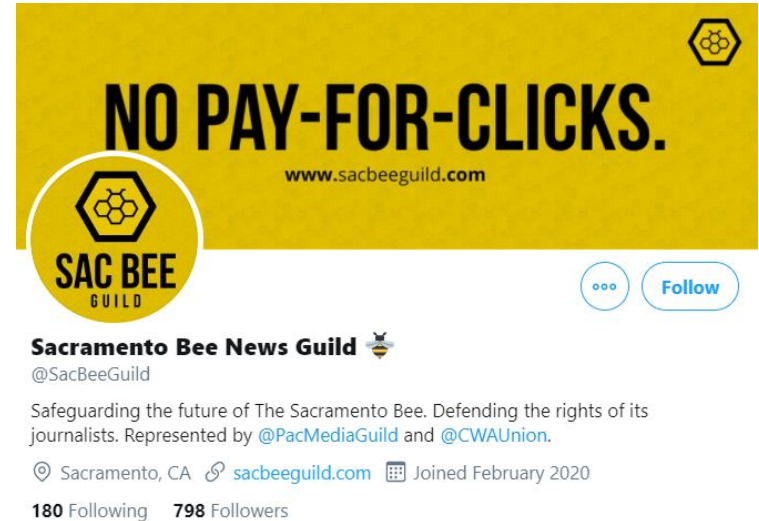 NO PAY-FOR-CLICKS.
www.sacbeeguild.com
SAC BEE
GUILD
Follow
Sacramento Bee News Guild 🐝
@SacBeeGuild
Safeguarding the future of The Sacramento Bee. Defending the rights of its
journalists. Represented by @PacMediaGuild and @CWAUnion.
Sacramento, CA sacbeeguild.com Joined February 2020
180 Following 798 Followers